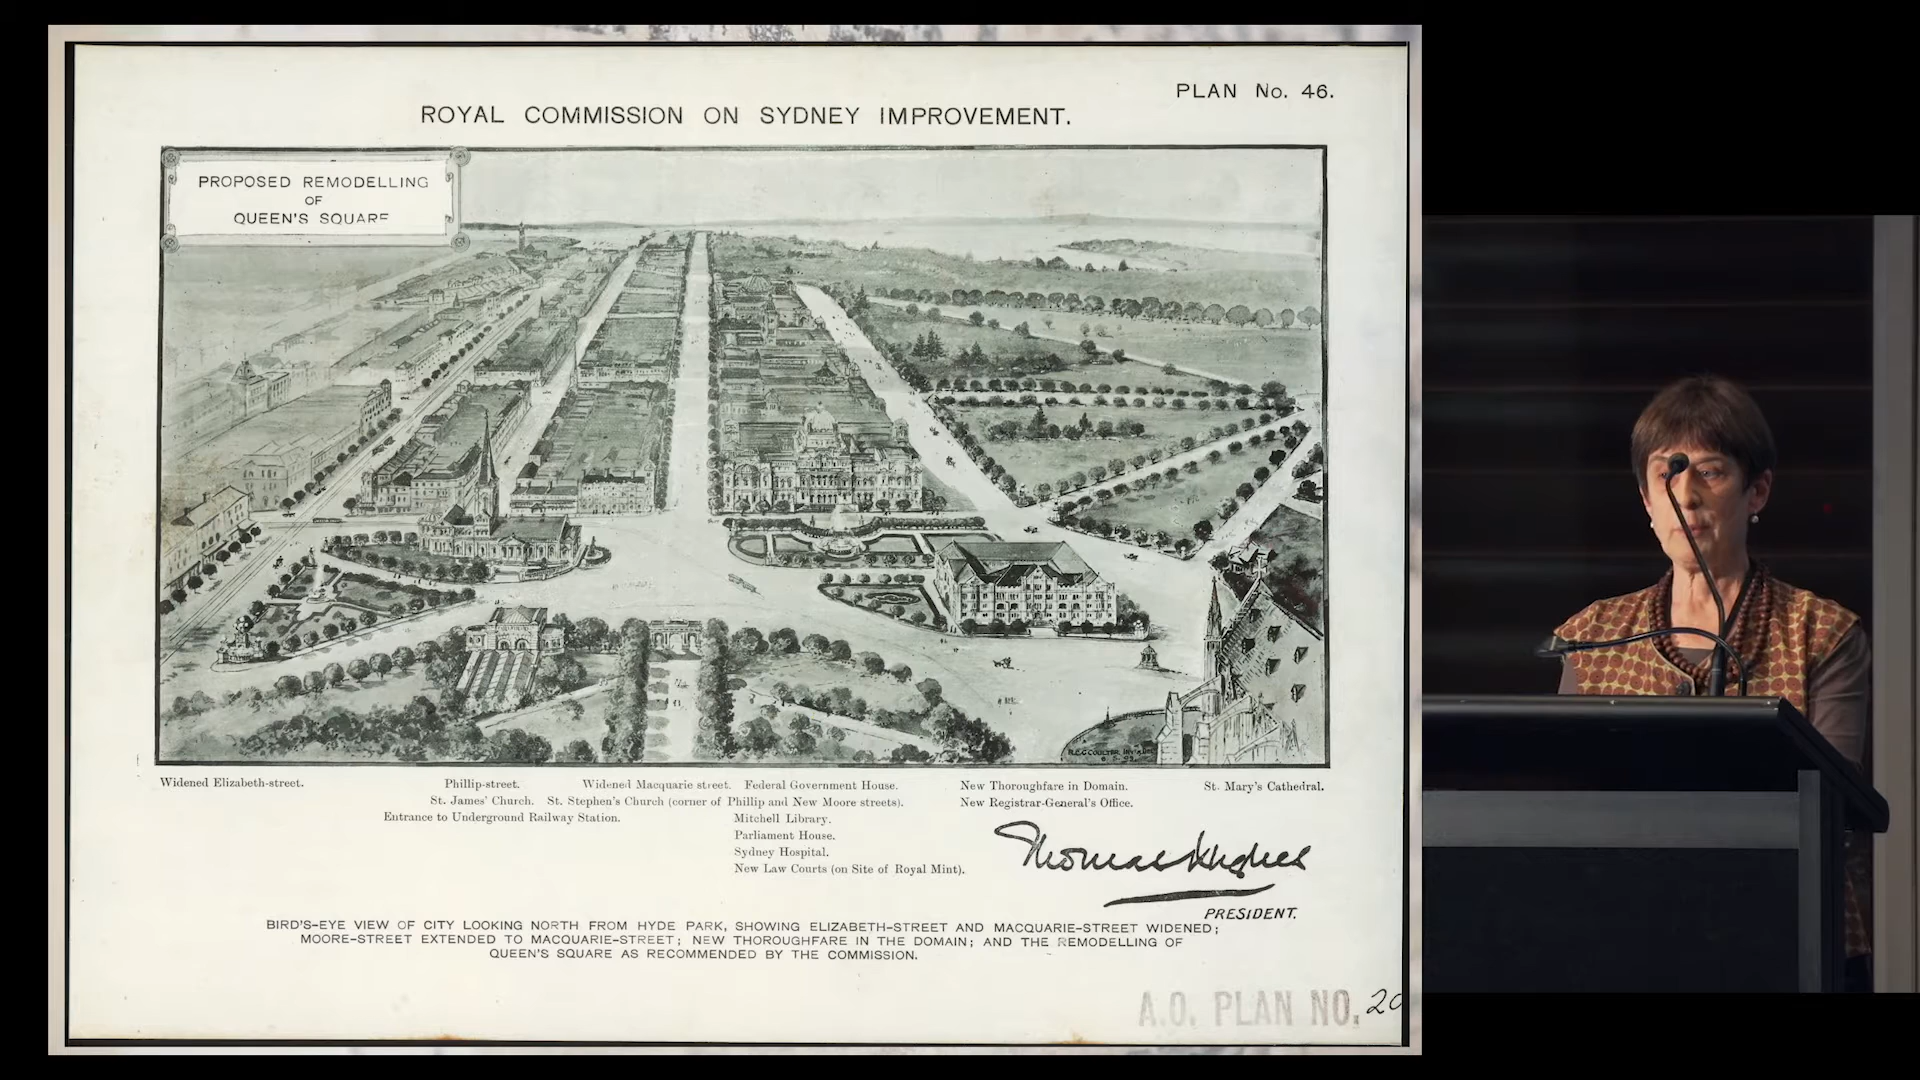 PLAN No. 46.
ROYAL COMMISSION ON SYDNEY IMPROVEMENT.
PROPOSED REMODELLING
OF
QUEEN'S SQUARE
Widened Elizabeth-street. Phillip-street. Widened Macquarie street. Federal Government House. New Thoroughfare in Domain. St. Mary's Cathedral.
St. James' Church. St. Stephen's Church (corner of Phillip and New Moore streets). New Registrar-General's Office.
Entrance to Underground Railway Station. Mitchell Library.
Parliament House.
Sydney Hospital.
New Law Courts (on Site of Royal Mint).
Thomas Hughes
PRESIDENT.
BIRD'S-EYE VIEW OF CITY LOOKING NORTH FROM HYDE PARK, SHOWING ELIZABETH-STREET AND MACQUARIE-STREET WIDENED;
MOORE-STREET EXTENDED TO MACQUARIE-STREET; NEW THOROUGHFARE IN THE DOMAIN; AND THE REMODELLING OF
QUEEN'S SQUARE AS RECOMMENDED BY THE COMMISSION.
A.O. PLAN NO. 20